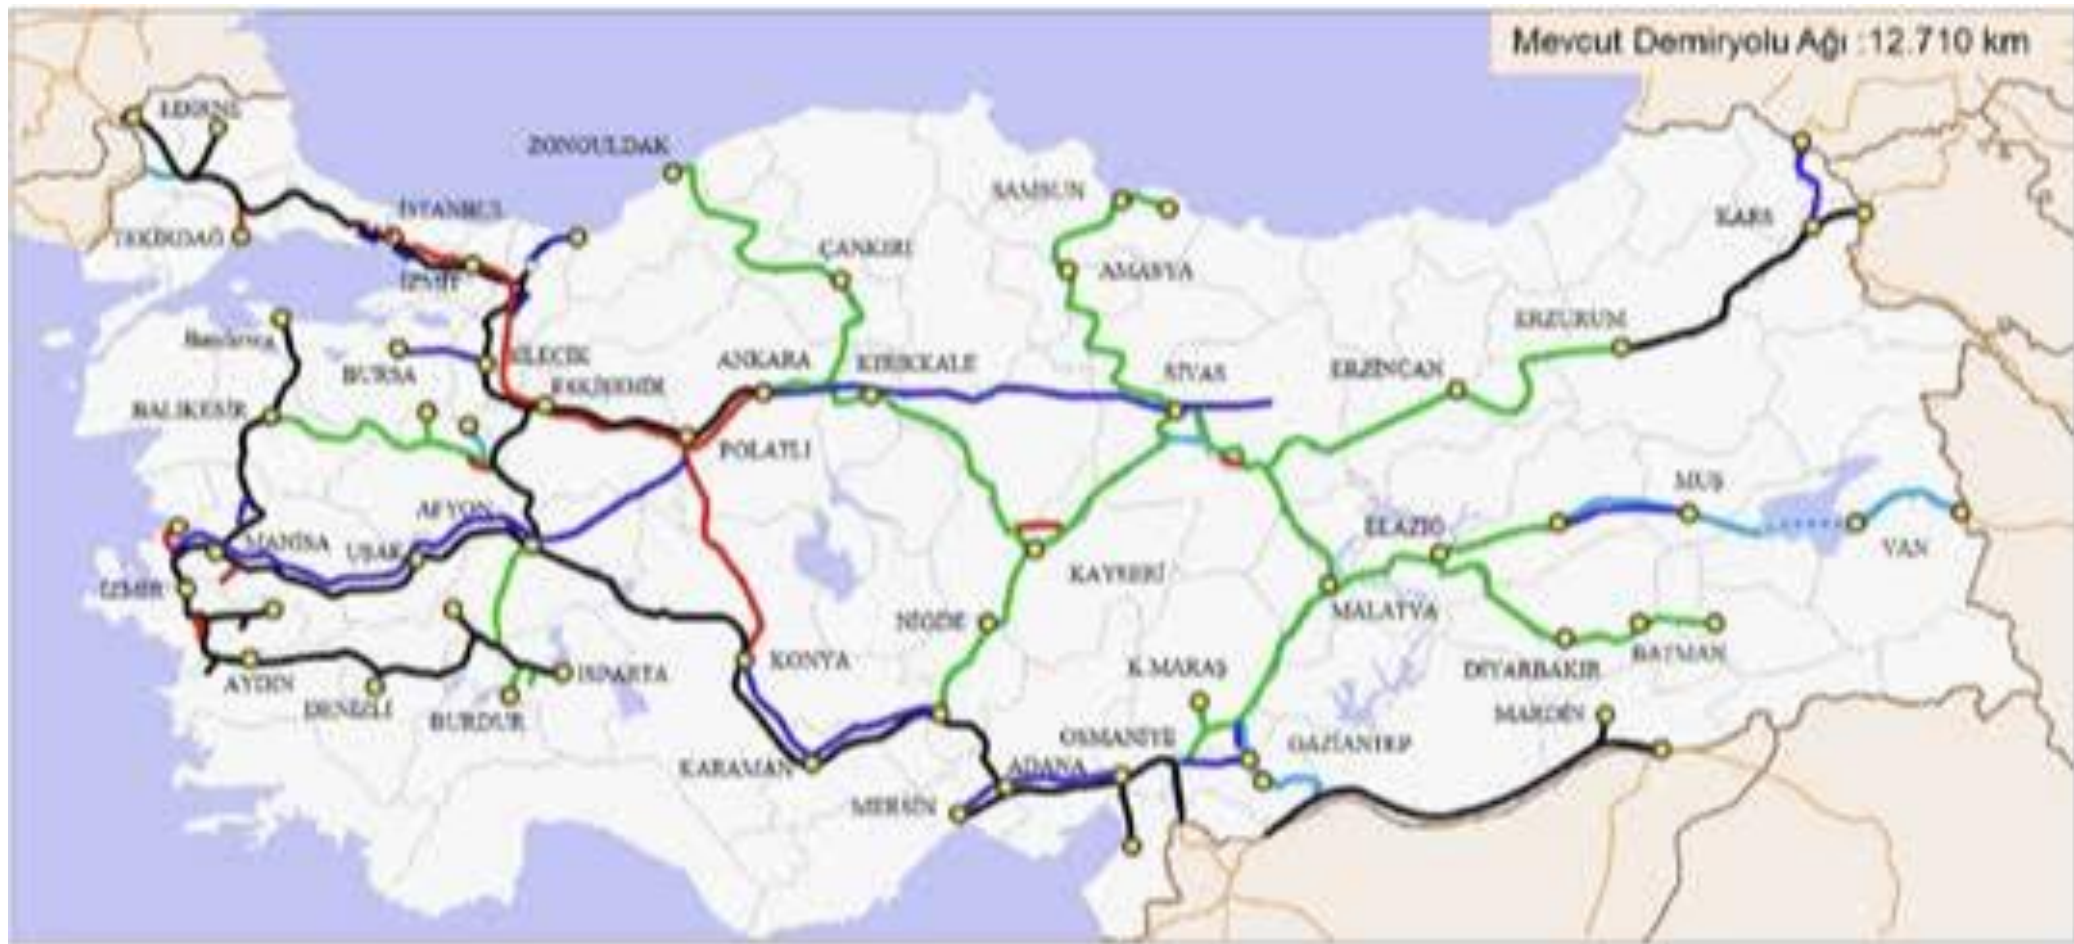 Mevcut Demiryolu Ağı :12.710 km
EDİRNE
ZONGULDAK
SAMSUN
İSTANBUL
KARS
TEKİRDAĞ
ÇANKIRI
AMASYA
İZMİT
ERZURUM
Bandırma
BİLECİK
ANKARA
KIRIKKALE
SİVAS
ERZİNCAN
BURSA
ESKİŞEHİR
BALIKESİR
POLATLI
MUŞ
AFYON
ELAZIĞ
MANİSA
UŞAK
VAN
KAYSERİ
İZMİR
MALATYA
NİĞDE
BATMAN
KONYA
K.MARAŞ
DİYARBAKIR
AYDIN
ISPARTA
DENİZLİ
BURDUR
MARDİN
OSMANİYE
GAZİANTEP
KARAMAN
ADANA
MERSİN